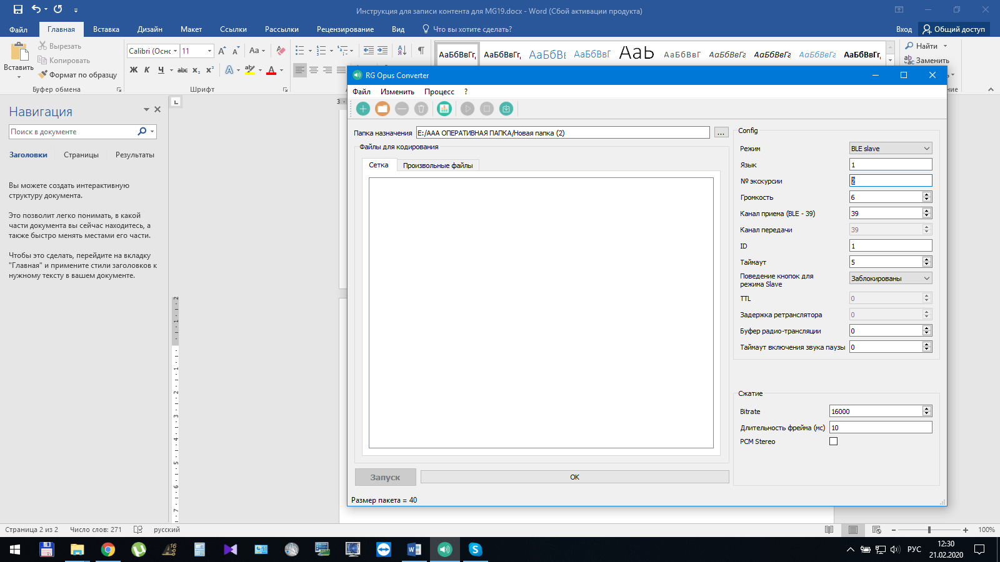 Инструкция для записи контента для MG19.docx - Word (Сбой активации продукта)
Файл Главная Вставка Дизайн Макет Ссылки Рассылки Рецензирование Вид Что вы хотите сделать? Вход Общий доступ
Вставить
Вырезать
Копировать
Формат по образцу
Буфер обмена
Calibri (Оснс 11
Aa
Ж К Ч abc x₂ x²
Шрифт
АаБбВвГг, АаБбВвГг, АаБбВе АаБбВвГ АаБ АаБбВвГ АаБбВвГг АаБбВвГг АаБбВвГг АаБбВвГг,
Найти
Заменить
ние
Навигация
Поиск в документе
Заголовки Страницы Результаты
Вы можете создать интерактивную
структуру документа.
Это позволит легко понимать, в какой
части документа вы сейчас находитесь, а
также быстро менять местами его части.
Чтобы это сделать, перейдите на вкладку
"Главная" и примените стили заголовков к
нужному тексту в вашем документе.
RG Opus Converter
Файл Изменить Процесс ?
Папка назначения E:/ААА ОПЕРАТИВНАЯ ПАПКА/Новая папка (2) ...
Файлы для кодирования
Сетка Произвольные файлы
Запуск OK
Размер пакета = 40
Config
Режим BLE slave
Язык 1
№ экскурсии 2
Громкость 6
Канал приема (BLE - 39) 39
Канал передачи 39
ID 1
Таймаут 5
Поведение кнопок для
режима Slave Заблокированы
TTL 0
Задержка ретранслятора 0
Буфер радио-трансляции 0
Таймаут включения звука паузы 0
Сжатие
Bitrate 16000
Длительность фрейма (мс) 10
PCM Stereo
Страница 2 из 2 Число слов: 271 русский 100%
РУС
12:30
21.02.2020